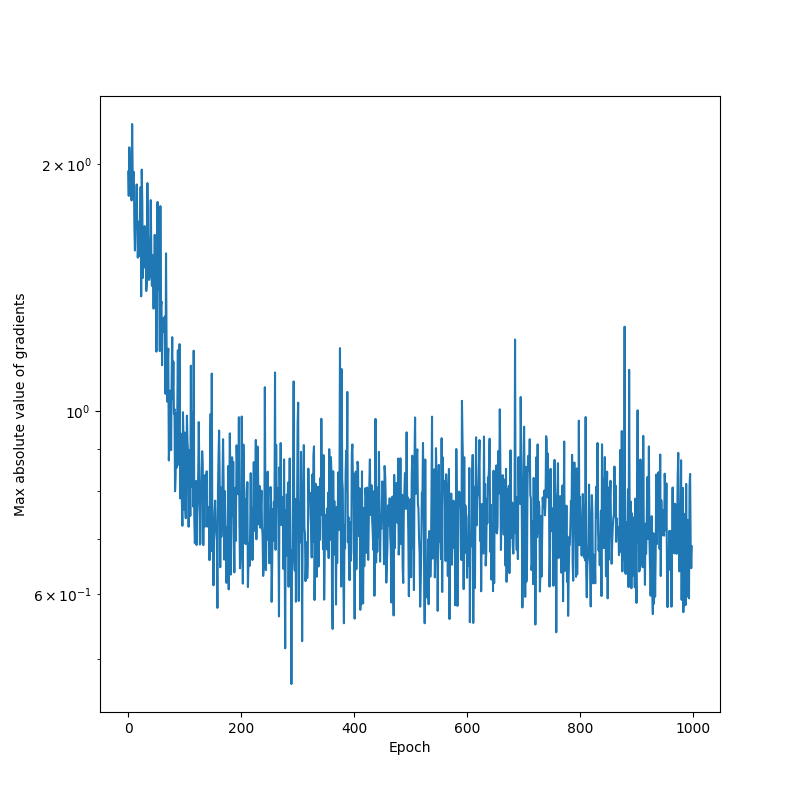 Max absolute value of gradients
2 × 10⁰
10⁰
6 × 10⁻¹
0 200 400 600 800 1000
Epoch